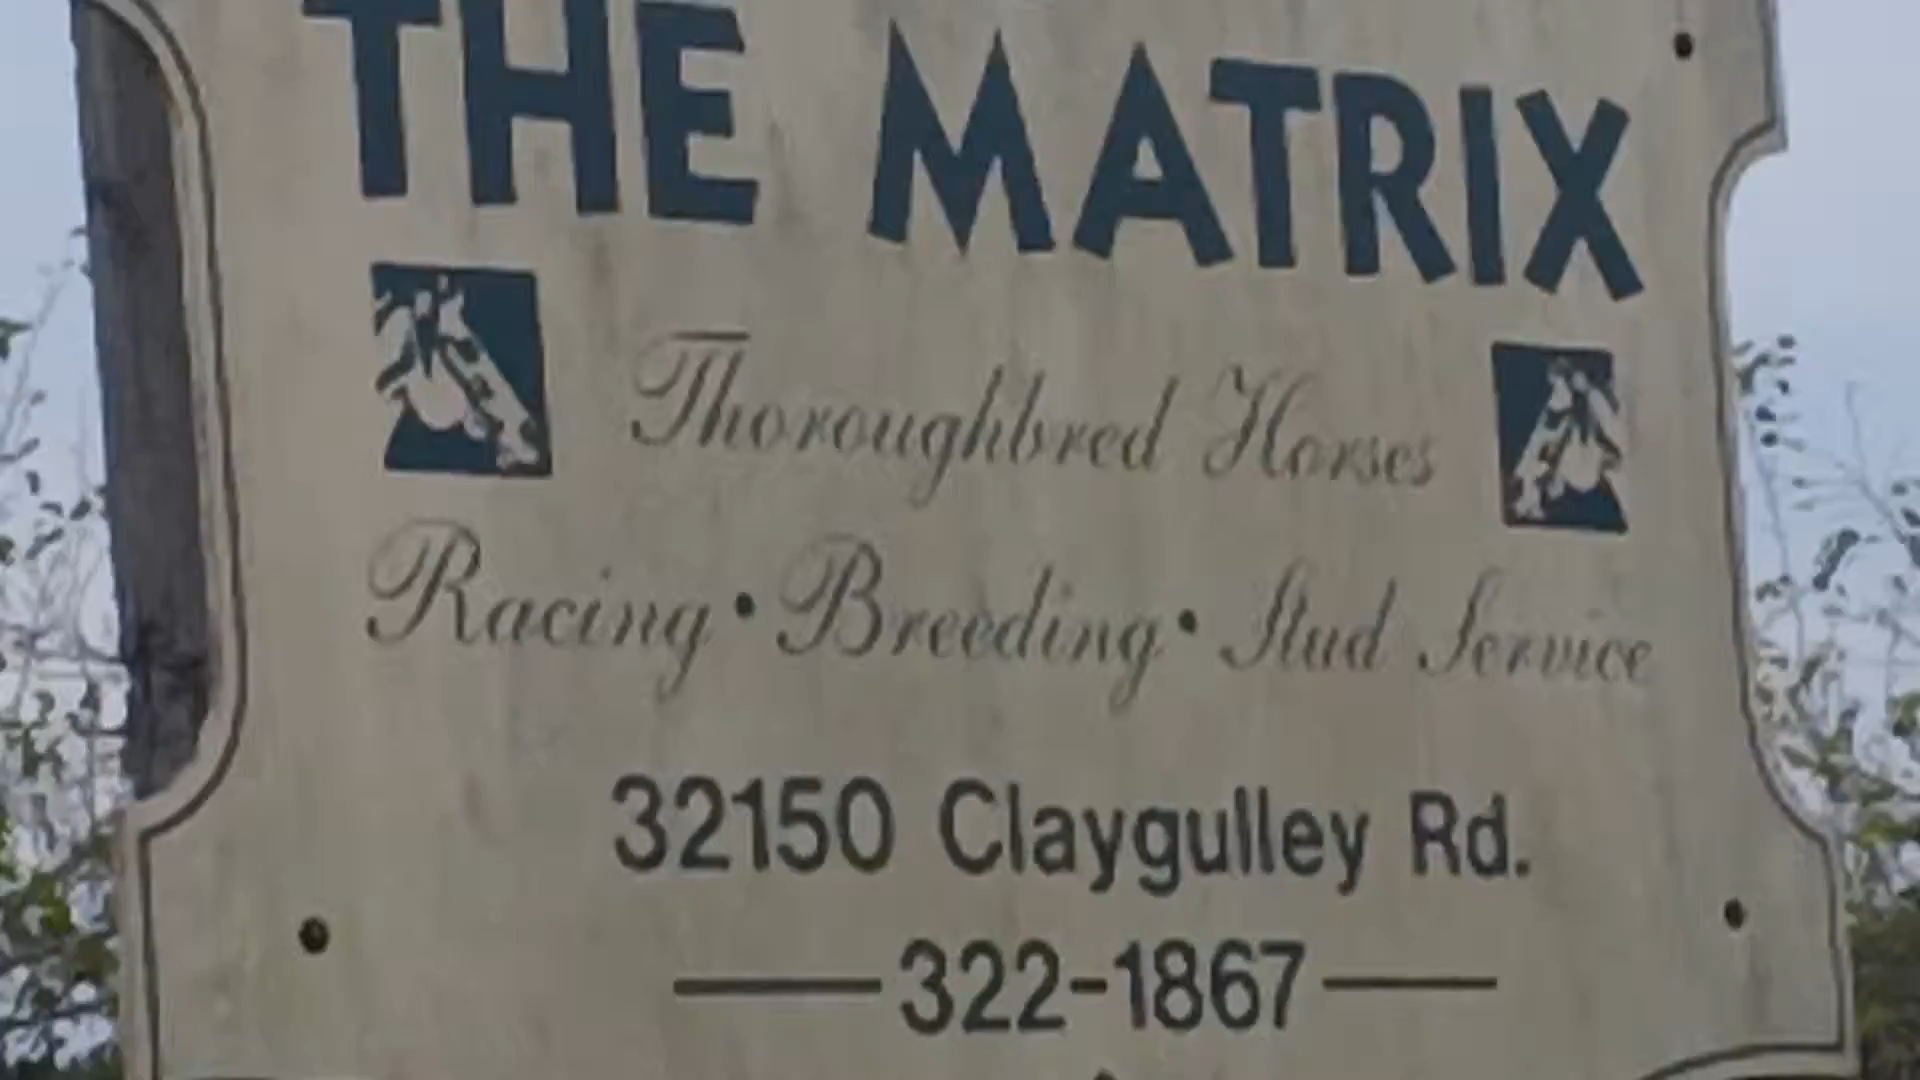 THE MATRIX
Thoroughbred Horses
Racing • Breeding • Stud Service
32150 Claygulley Rd.
322-1867